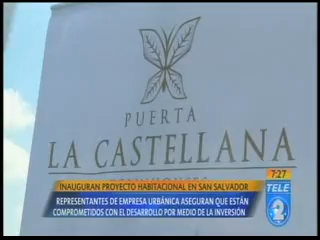 PUERTA
LA CASTELLANA
7:27
INAUGURAN PROYECTO HABITACIONAL EN SAN SALVADOR
TELE
REPRESENTANTES DE EMPRESA URBÁNICA ASEGURAN QUE ESTÁN
COMPROMETIDOS CON EL DESARROLLO POR MEDIO DE LA INVERSIÓN